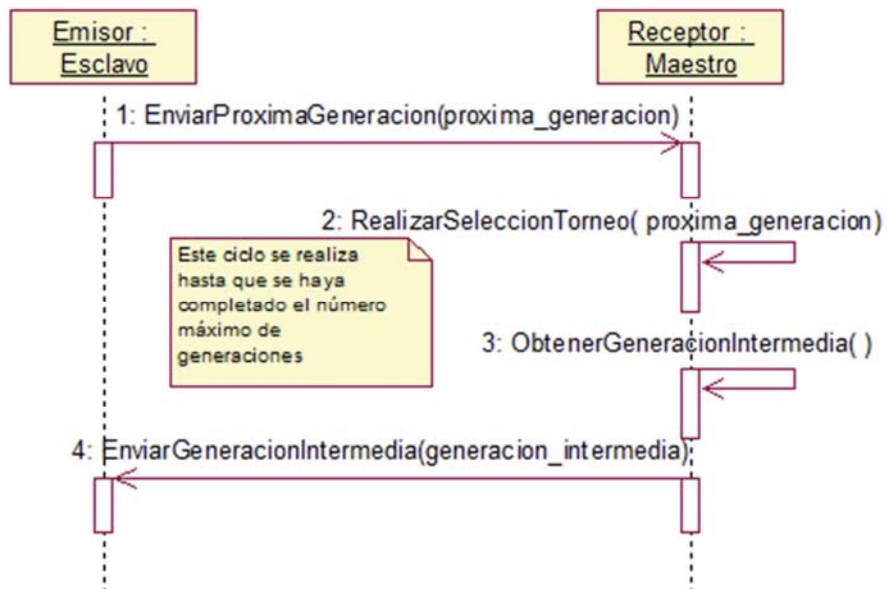 Emisor :
Esclavo
Receptor :
Maestro
1: EnviarProximaGeneracion(proxima_generacion)
2: RealizarSeleccionTorneo( proxima_generacion)
Este ciclo se realiza
hasta que se haya
completado el número
máximo de
generaciones
3: ObtenerGeneracionIntermedia( )
4: EnviarGeneracionIntermedia(generacion_intermedia)